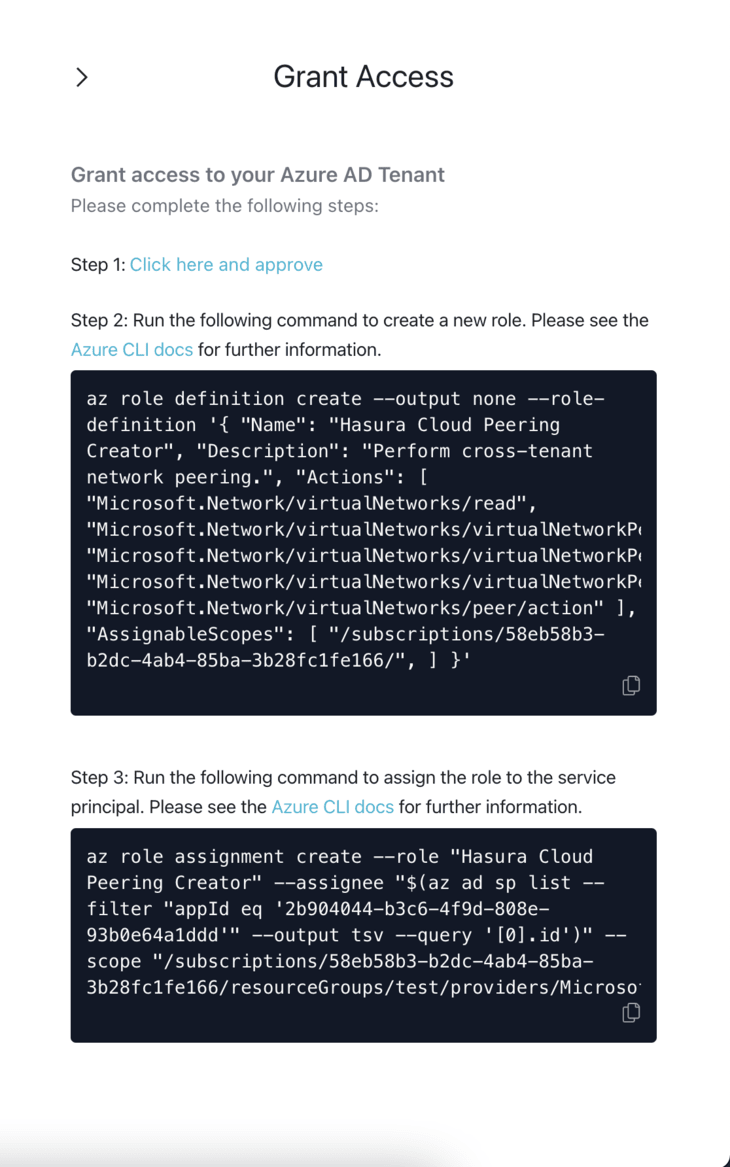 Grant Access
Grant access to your Azure AD Tenant
Please complete the following steps:
Step 1: Click here and approve
Step 2: Run the following command to create a new role. Please see the
Azure CLI docs for further information.
az role definition create --output none --role-
definition '{ "Name": "Hasura Cloud Peering
Creator", "Description": "Perform cross-tenant
network peering.", "Actions": [
"Microsoft.Network/virtualNetworks/read",
"Microsoft.Network/virtualNetworks/virtualNetworkP
"Microsoft.Network/virtualNetworks/virtualNetworkP
"Microsoft.Network/virtualNetworks/virtualNetworkP
"Microsoft.Network/virtualNetworks/peer/action" ],
"AssignableScopes": [ "/subscriptions/58eb58b3-
b2dc-4ab4-85ba-3b28fc1fe166/", ] }'
Step 3: Run the following command to assign the role to the service
principal. Please see the Azure CLI docs for further information.
az role assignment create --role "Hasura Cloud
Peering Creator" --assignee "$(az ad sp list --
filter "appId eq '2b904044-b3c6-4f9d-808e-
93b0e64a1ddd'" --output tsv --query '[0].id')" --
scope "/subscriptions/58eb58b3-b2dc-4ab4-85ba-
3b28fc1fe166/resourceGroups/test/providers/Microso